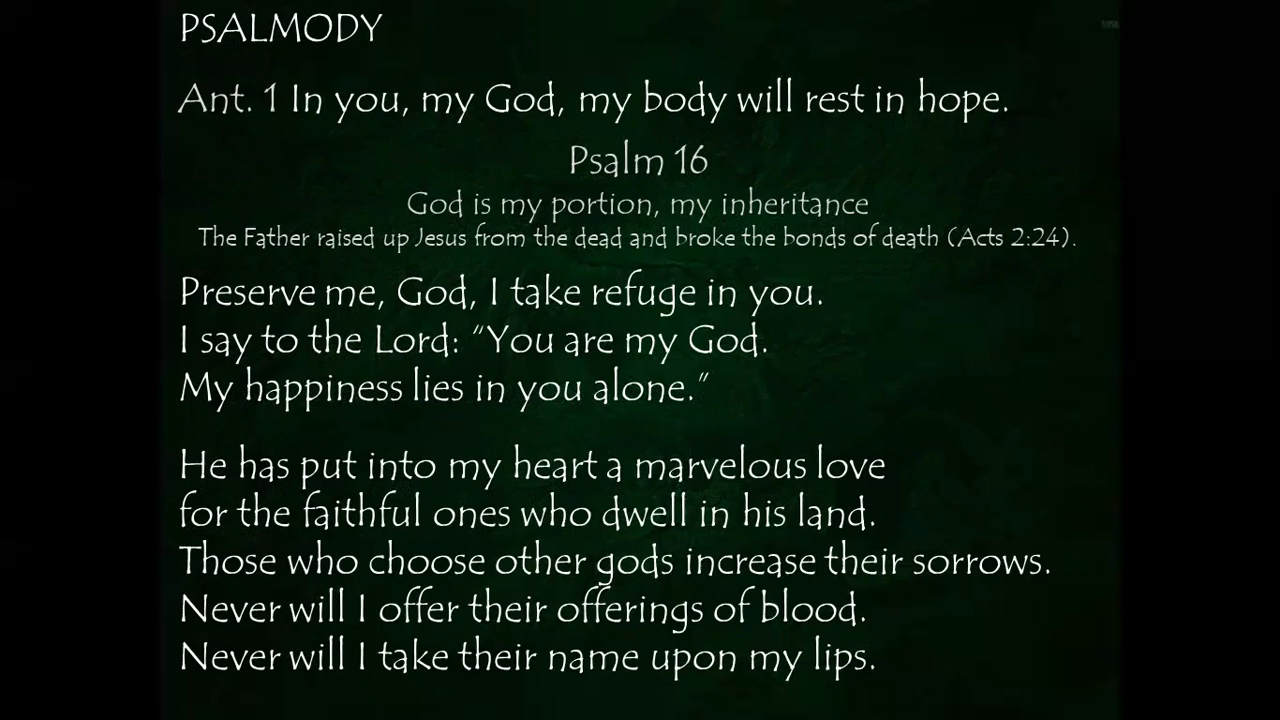 PSALMODY
Ant. 1 In you, my God, my body will rest in hope.
Psalm 16
God is my portion, my inheritance
The Father raised up Jesus from the dead and broke the bonds of death (Acts 2:24).
Preserve me, God, I take refuge in you.
I say to the Lord: “You are my God.
My happiness lies in you alone.”
He has put into my heart a marvelous love
for the faithful ones who dwell in his land.
Those who choose other gods increase their sorrows.
Never will I offer their offerings of blood.
Never will I take their name upon my lips.